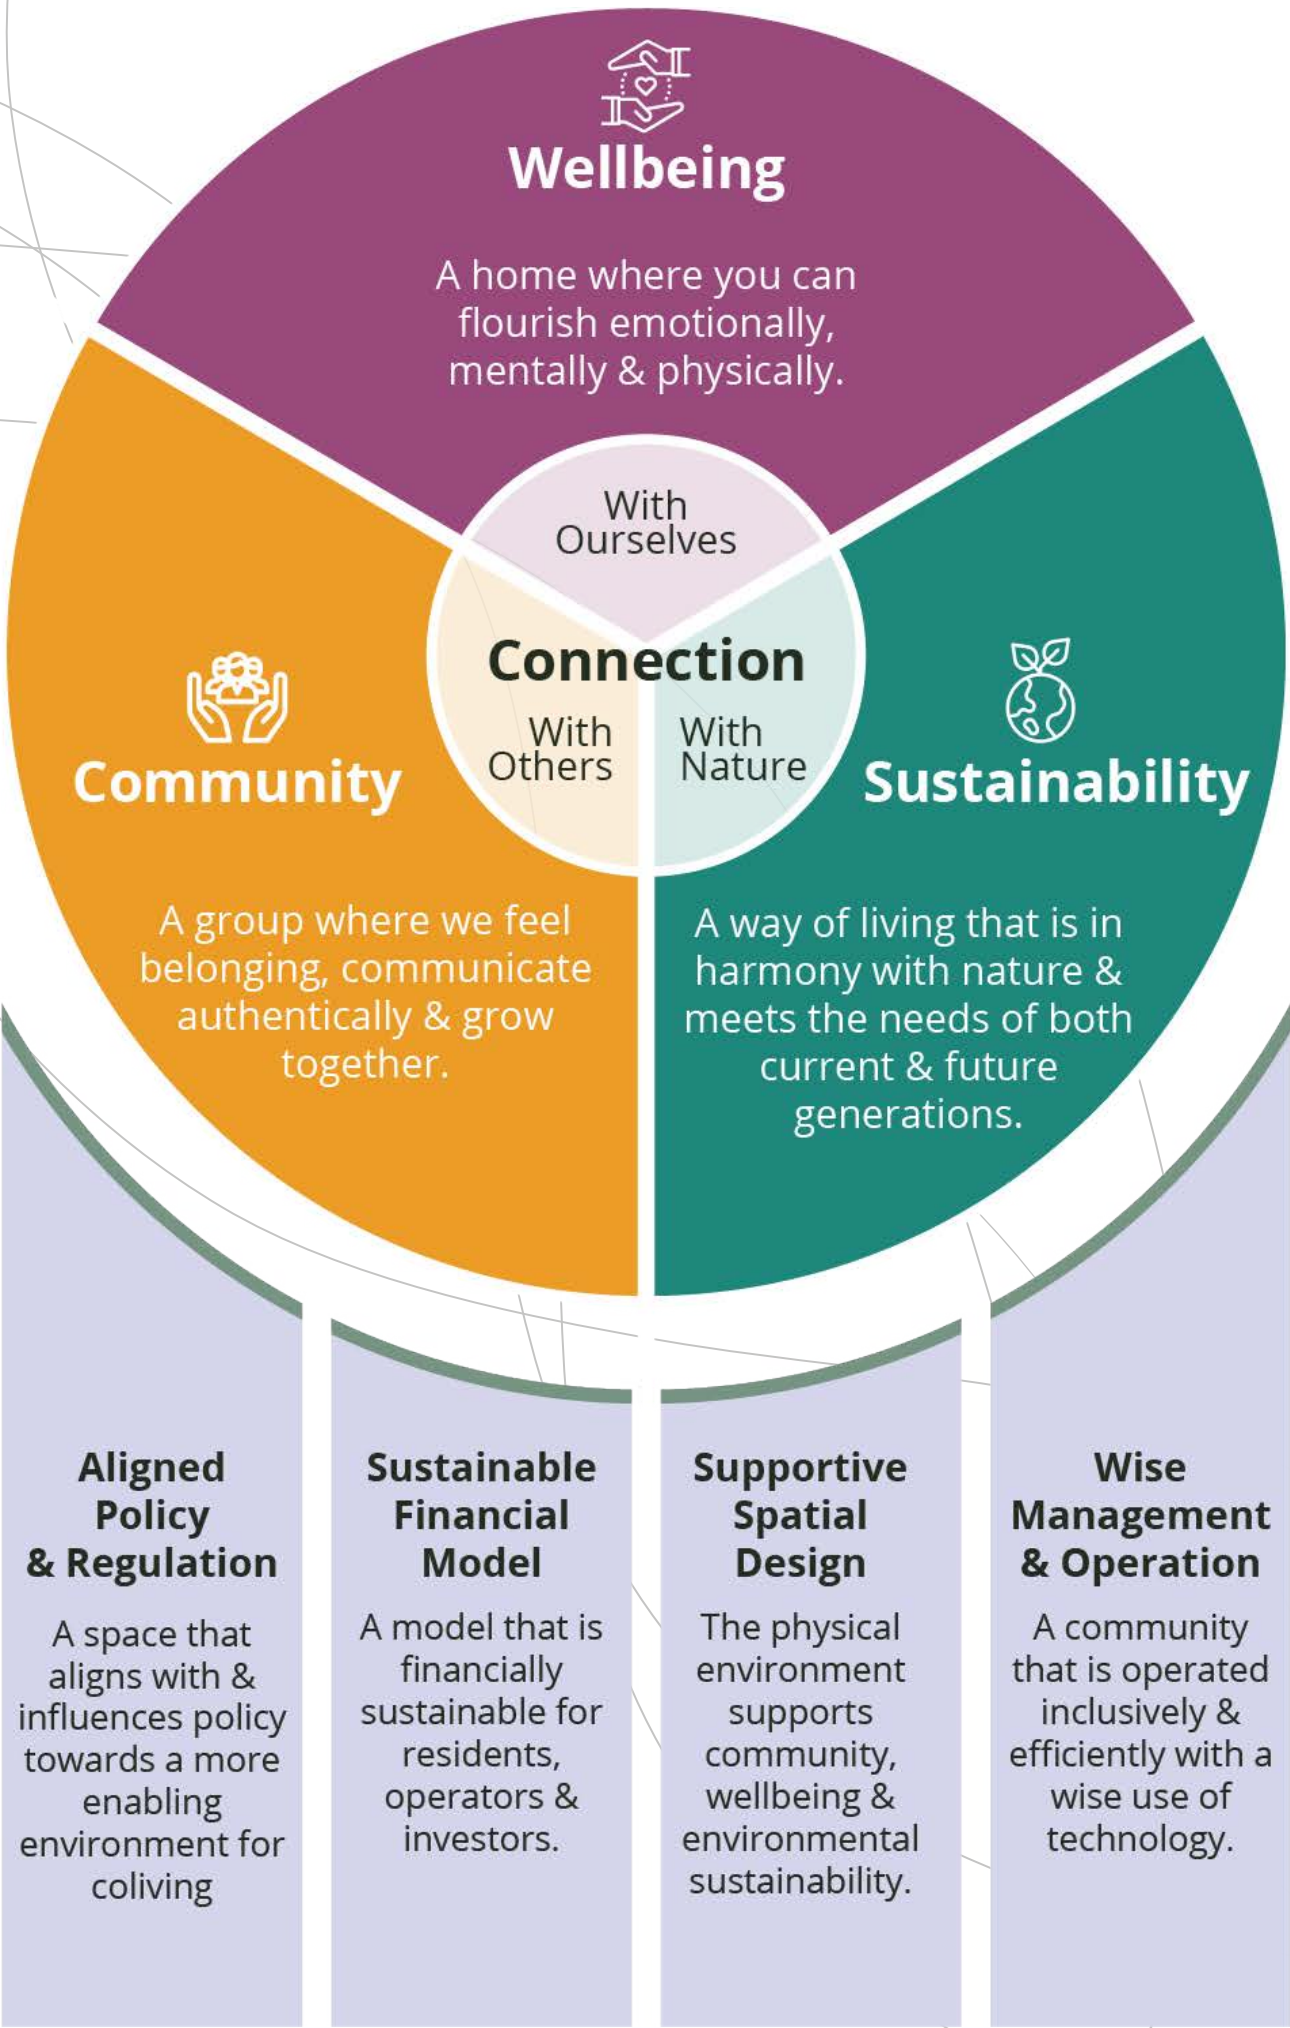 Wellbeing
A home where you can
flourish emotionally,
mentally & physically.
With
Ourselves
Connection
With
Others
With
Nature
Community
A group where we feel
belonging, communicate
authentically & grow
together.
Sustainability
A way of living that is in
harmony with nature &
meets the needs of both
current & future
generations.
Aligned
Policy
& Regulation
A space that
aligns with &
influences policy
towards a more
enabling
environment for
coliving
Sustainable
Financial
Model
A model that is
financially
sustainable for
residents,
operators &
investors.
Supportive
Spatial
Design
The physical
environment
supports
community,
wellbeing &
environmental
sustainability.
Wise
Management
& Operation
A community
that is operated
inclusively &
efficiently with a
wise use of
technology.